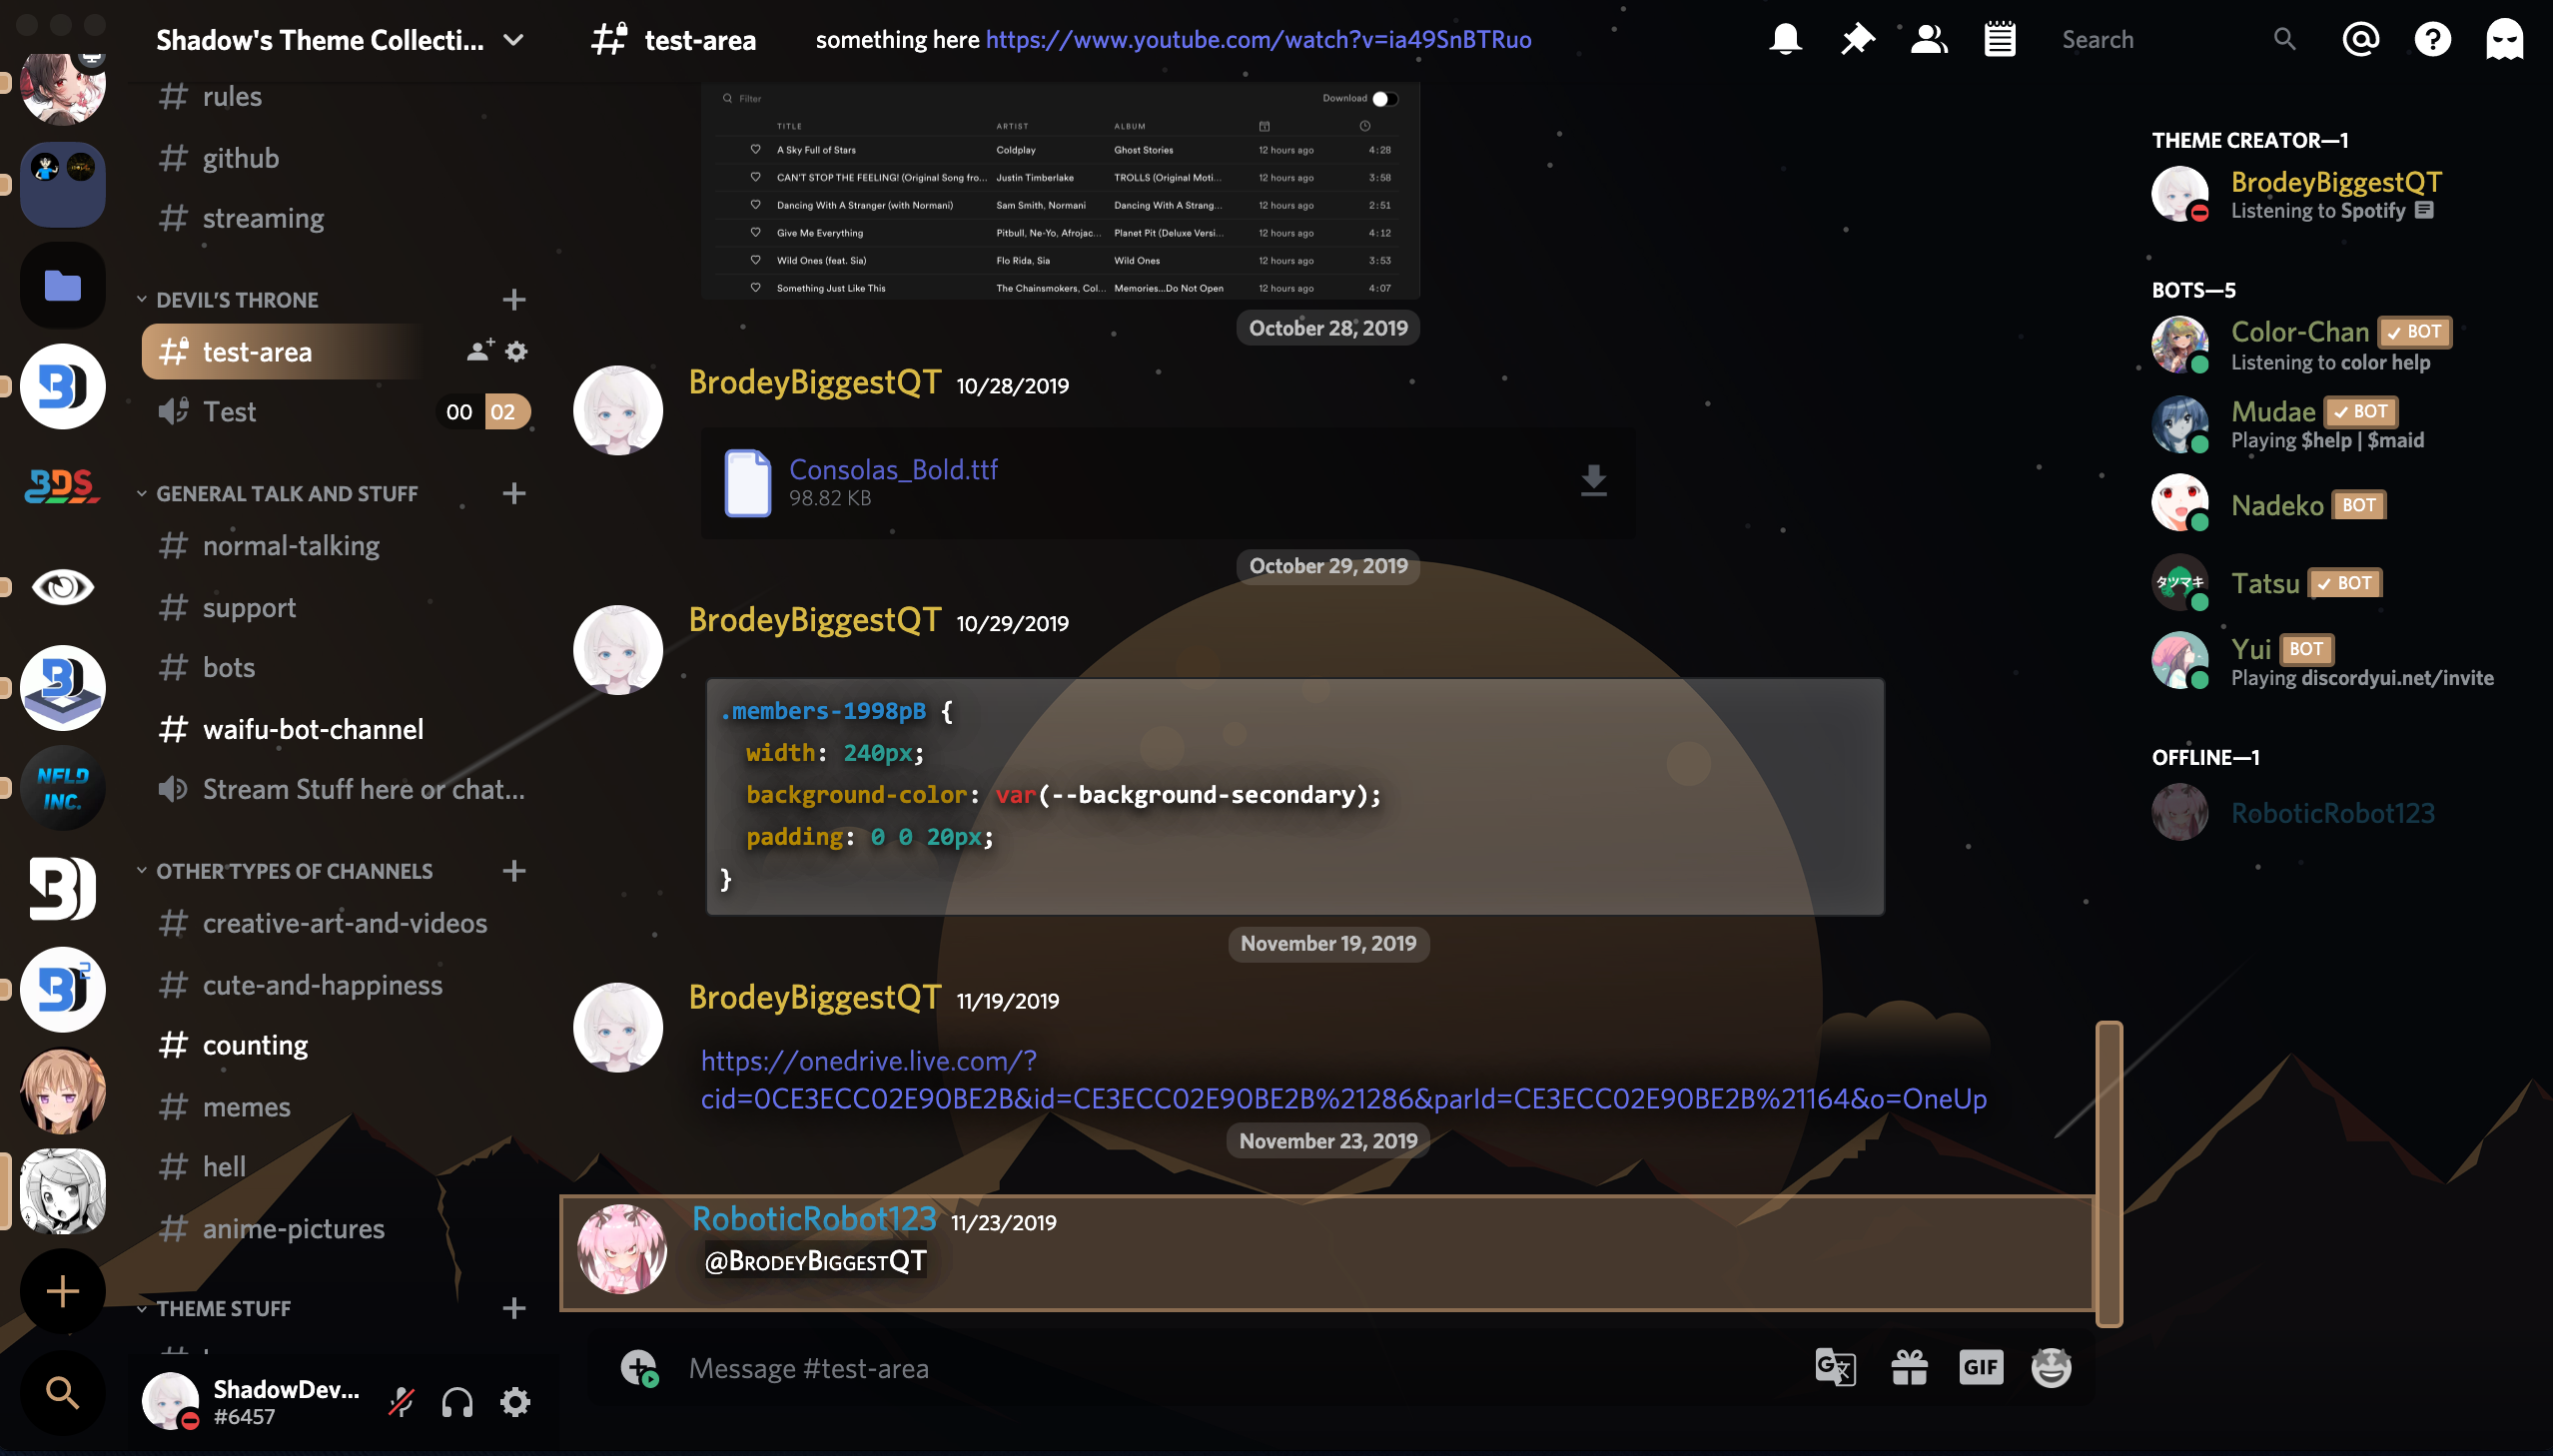 Shadow's Theme Collecti...
test-area
something here https://www.youtube.com/watch?v=ia49SnBTRuo
Search
rules
github
streaming
DEVIL'S THRONE
test-area
Test
00 02
BDS
GENERAL TALK AND STUFF
normal-talking
support
bots
waifu-bot-channel
NFLD
INC.
Stream Stuff here or chat...
OTHER TYPES OF CHANNELS
creative-art-and-videos
cute-and-happiness
counting
memes
hell
anime-pictures
THEME STUFF
ShadowDev...
#6457
Filter
Download
TITLE ARTIST ALBUM
A Sky Full of Stars Coldplay Ghost Stories 12 hours ago 4:28
CAN'T STOP THE FEELING! (Original Song fro... Justin Timberlake TROLLS (Original Moti... 12 hours ago 3:58
Dancing With A Stranger (with Normani) Sam Smith, Normani Dancing With A Strang... 12 hours ago 2:51
Give Me Everything Pitbull, Ne-Yo, Afrojac... Planet Pit (Deluxe Versi... 12 hours ago 4:12
Wild Ones (feat. Sia) Flo Rida, Sia Wild Ones 12 hours ago 3:53
Something Just Like This The Chainsmokers, Col... Memories...Do Not Open 12 hours ago 4:07
October 28, 2019
BrodeyBiggestQT 10/28/2019
Consolas_Bold.ttf
98.82 KB
October 29, 2019
BrodeyBiggestQT 10/29/2019
.members-1998pB {
width: 240px;
background-color: var(--background-secondary);
padding: 0 0 20px;
}
November 19, 2019
BrodeyBiggestQT 11/19/2019
https://onedrive.live.com/?
cid=0CE3ECC02E90BE2B&id=CE3ECC02E90BE2B%21286&parId=CE3ECC02E90BE2B%21164&o=OneUp
November 23, 2019
RoboticRobot123 11/23/2019
@BrodeyBiggestQT
Message #test-area
GIF
THEME CREATOR—1
BrodeyBiggestQT
Listening to Spotify
BOTS—5
Color-Chan BOT
Listening to color help
Mudae BOT
Playing $help | $maid
Nadeko BOT
タツマキ
Tatsu BOT
Yui BOT
Playing discordyui.net/invite
OFFLINE—1
RoboticRobot123